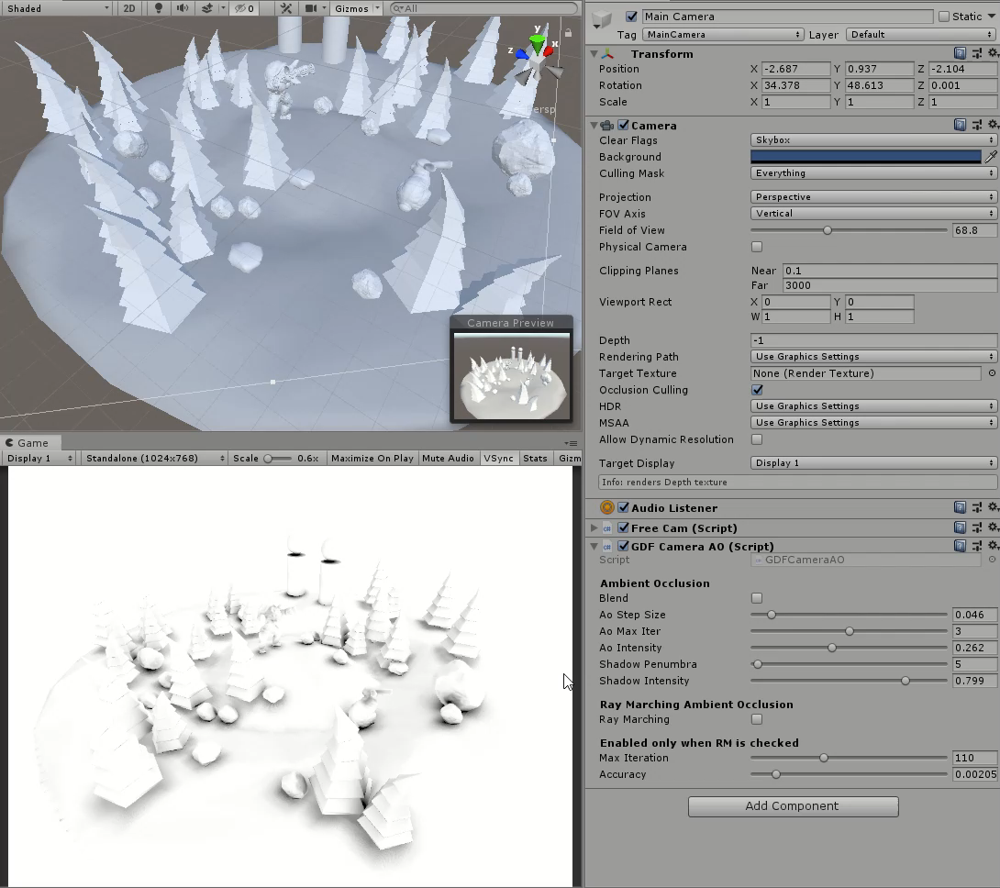 Shaded 2D 0 Gizmos All
y
z x
Persp
Camera Preview
Game
Display 1 Standalone (1024x768) Scale 0.6x Maximize On Play Mute Audio VSync Stats Gizm
Main Camera Static
Tag MainCamera Layer Default
Transform
Position X -2.687 Y 0.937 Z -2.104
Rotation X 34.378 Y 48.613 Z 0.001
Scale X 1 Y 1 Z 1
Camera
Clear Flags Skybox
Background
Culling Mask Everything
Projection Perspective
FOV Axis Vertical
Field of View 68.8
Physical Camera
Clipping Planes Near 0.1
Far 3000
Viewport Rect X 0 Y 0
W 1 H 1
Depth -1
Rendering Path Use Graphics Settings
Target Texture None (Render Texture)
Occlusion Culling
HDR Use Graphics Settings
MSAA Use Graphics Settings
Allow Dynamic Resolution
Target Display Display 1
Info: renders Depth texture
Audio Listener
Free Cam (Script)
GDF Camera AO (Script)
Script GDFCameraAO
Ambient Occlusion
Blend
Ao Step Size 0.046
Ao Max Iter 3
Ao Intensity 0.262
Shadow Penumbra 5
Shadow Intensity 0.799
Ray Marching Ambient Occlusion
Ray Marching
Enabled only when RM is checked
Max Iteration 110
Accuracy 0.00205
Add Component